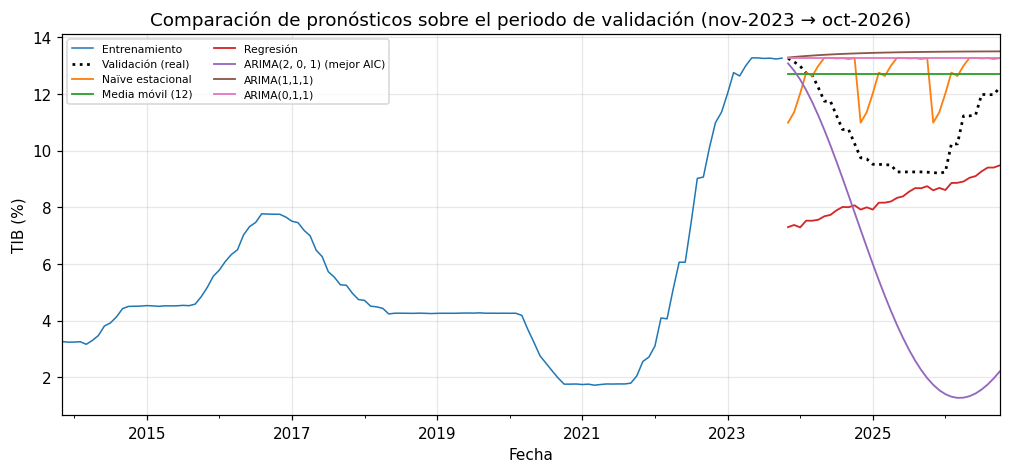 Comparación de pronósticos sobre el periodo de validación (nov-2023 → oct-2026)
Entrenamiento
Validación (real)
Naïve estacional
Media móvil (12)
Regresión
ARIMA(2, 0, 1) (mejor AIC)
ARIMA(1,1,1)
ARIMA(0,1,1)
TIB (%)
14
12
10
8
6
4
2
2015
2017
2019
2021
2023
2025
Fecha